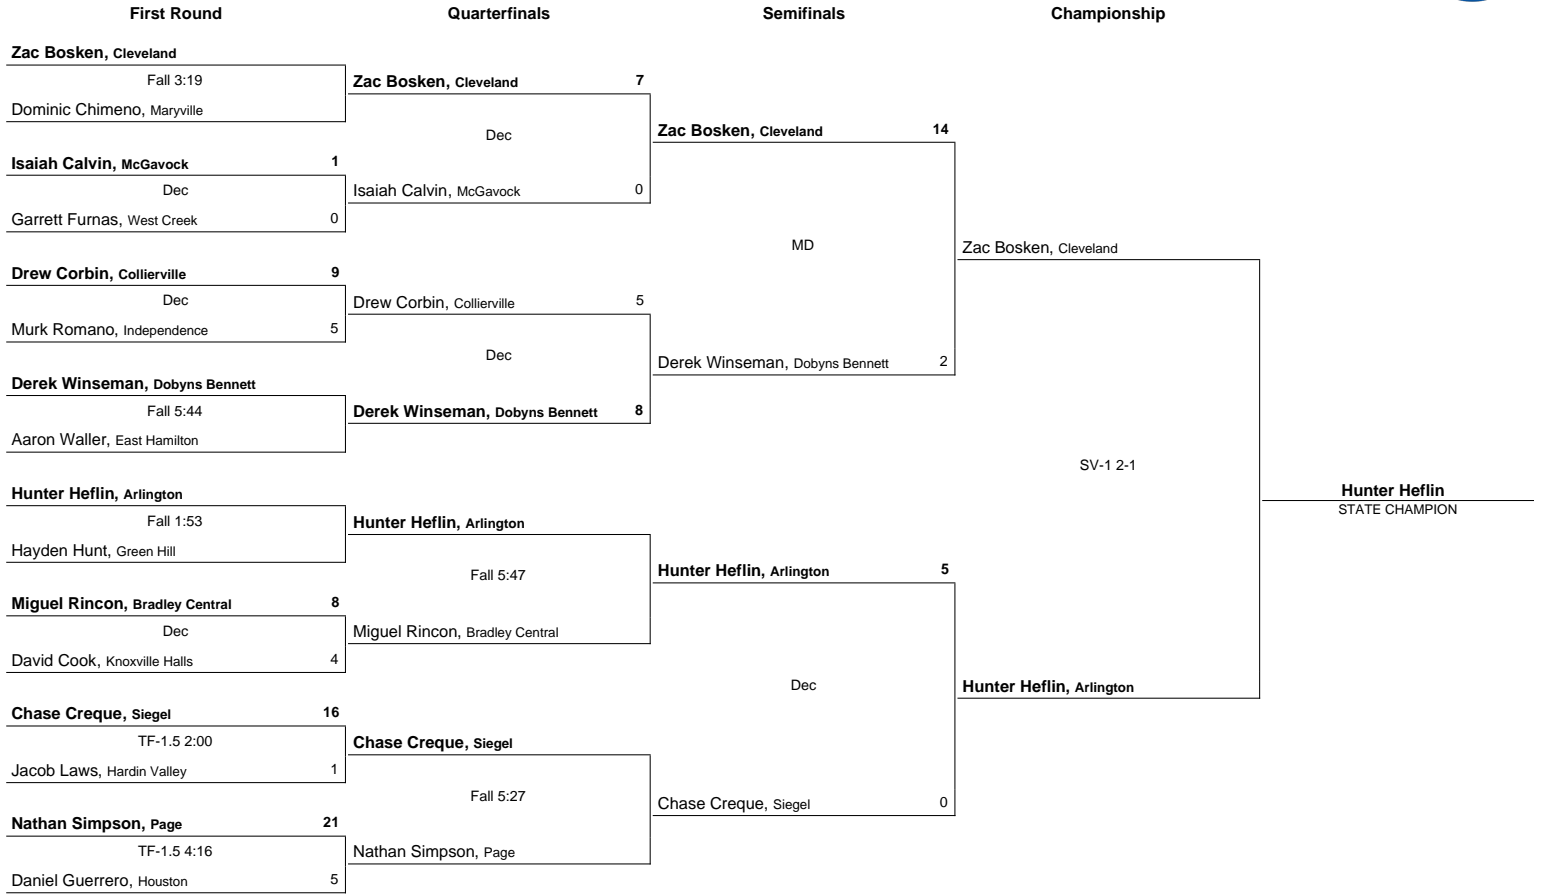 First Round Quarterfinals Semifinals Championship
Zac Bosken, Cleveland
Fall 3:19
Dominic Chimeno, Maryville
Isaiah Calvin, McGavock 1
Dec
Garrett Furnas, West Creek 0
Drew Corbin, Collierville 9
Dec
Murk Romano, Independence 5
Derek Winseman, Dobyns Bennett
Fall 5:44
Aaron Waller, East Hamilton
Hunter Heflin, Arlington
Fall 1:53
Hayden Hunt, Green Hill
Miguel Rincon, Bradley Central 8
Dec
David Cook, Knoxville Halls 4
Chase Creque, Siegel 16
TF-1.5 2:00
Jacob Laws, Hardin Valley 1
Nathan Simpson, Page 21
TF-1.5 4:16
Daniel Guerrero, Houston 5
Zac Bosken, Cleveland 7
Dec
Isaiah Calvin, McGavock 0
Drew Corbin, Collierville 5
Dec
Derek Winseman, Dobyns Bennett 8
Hunter Heflin, Arlington
Fall 5:47
Miguel Rincon, Bradley Central
Chase Creque, Siegel
Fall 5:27
Nathan Simpson, Page
Zac Bosken, Cleveland 14
MD
Derek Winseman, Dobyns Bennett 2
Hunter Heflin, Arlington 5
Dec
Chase Creque, Siegel 0
Zac Bosken, Cleveland
SV-1 2-1
Hunter Heflin, Arlington
Hunter Heflin
STATE CHAMPION